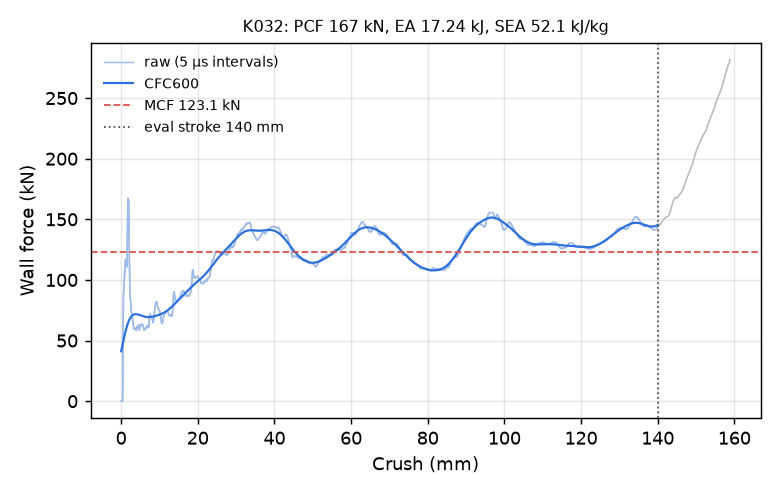 K032: PCF 167 kN, EA 17.24 kJ, SEA 52.1 kJ/kg
raw (5 µs intervals)
CFC600
MCF 123.1 kN
eval stroke 140 mm
Wall force (kN)
250
200
150
100
50
0
0 20 40 60 80 100 120 140 160
Crush (mm)